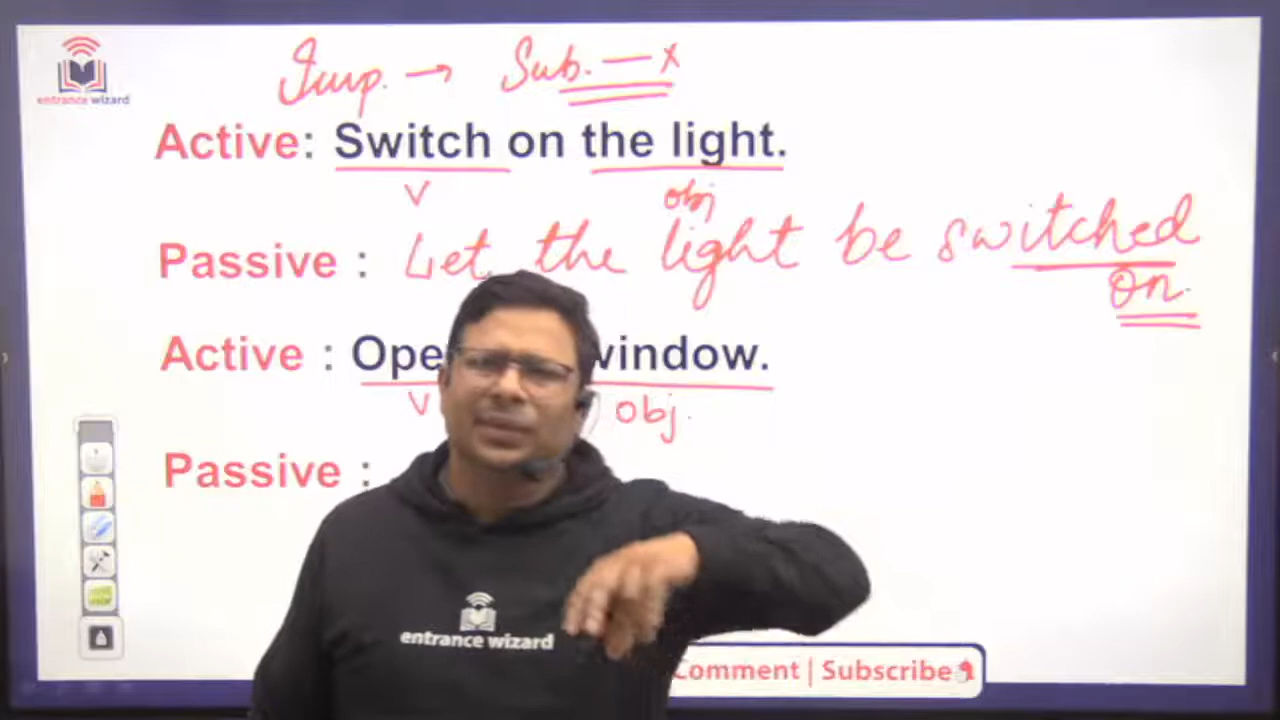 entrance wizard
Imp. → Sub. — x
Active: Switch on the light.
V obj
Passive : Let the light be switched
on.
Active : Ope window.
V Obj.
Passive :
entrance wizard
Comment | Subscribe